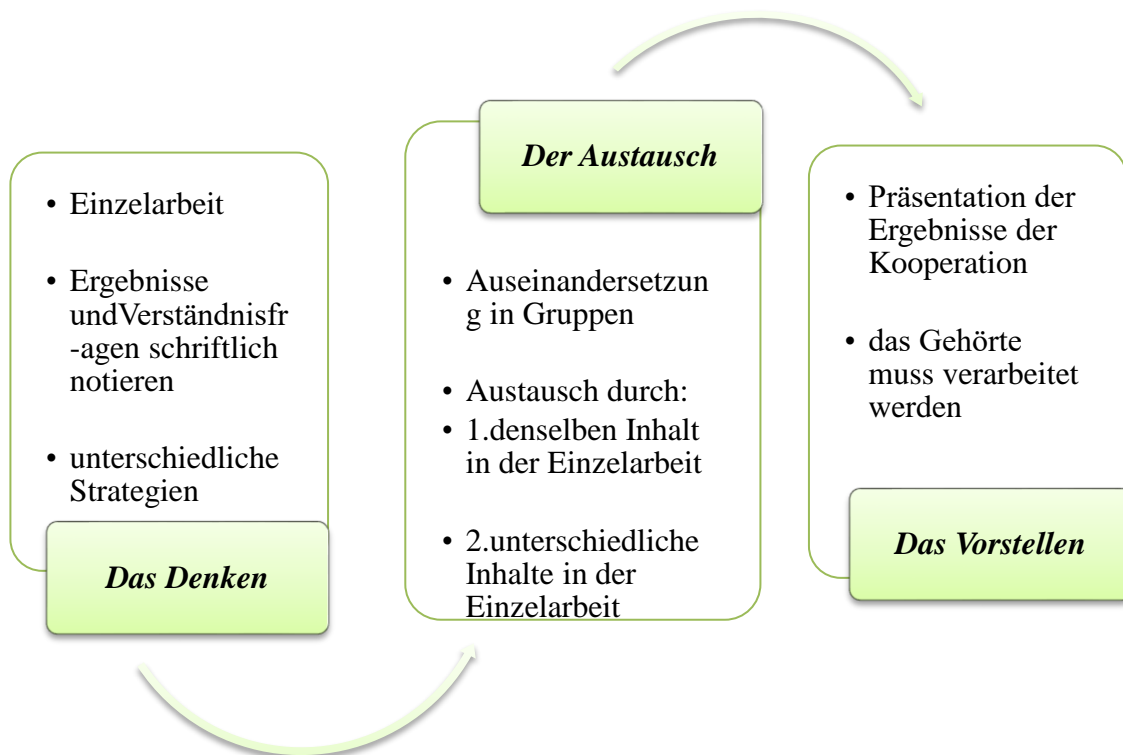 • Einzelarbeit
• Ergebnisse
undVerständnisfr
-agen schriftlich
notieren
• unterschiedliche
Strategien
Das Denken
Der Austausch
• Auseinandersetzun
g in Gruppen
• Austausch durch:
• 1.denselben Inhalt
in der Einzelarbeit
• 2.unterschiedliche
Inhalte in der
Einzelarbeit
• Präsentation der
Ergebnisse der
Kooperation
• das Gehörte
muss verarbeitet
werden
Das Vorstellen